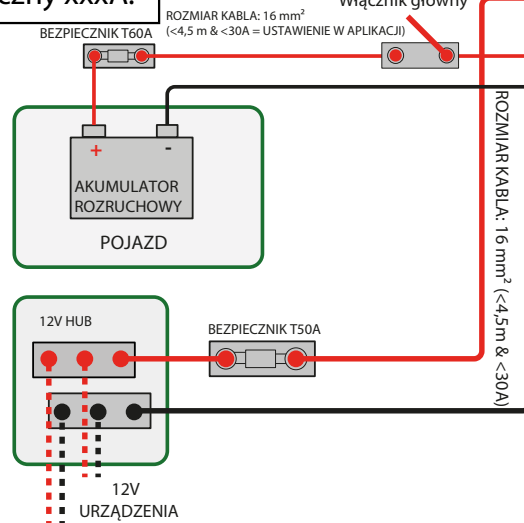 czny xxxA.
Włącznik główny
ROZMIAR KABLA: 16 mm²
(<4,5 m & <30A = USTAWIENIE W APLIKACJI)
BEZPIECZNIK T60A
+ -
AKUMULATOR
ROZRUCHOWY
POJAZD
ROZMIAR KABLA: 16 mm² (<4,5m & <30A)
12V HUB
BEZPIECZNIK T50A
12V
URZĄDZENIA